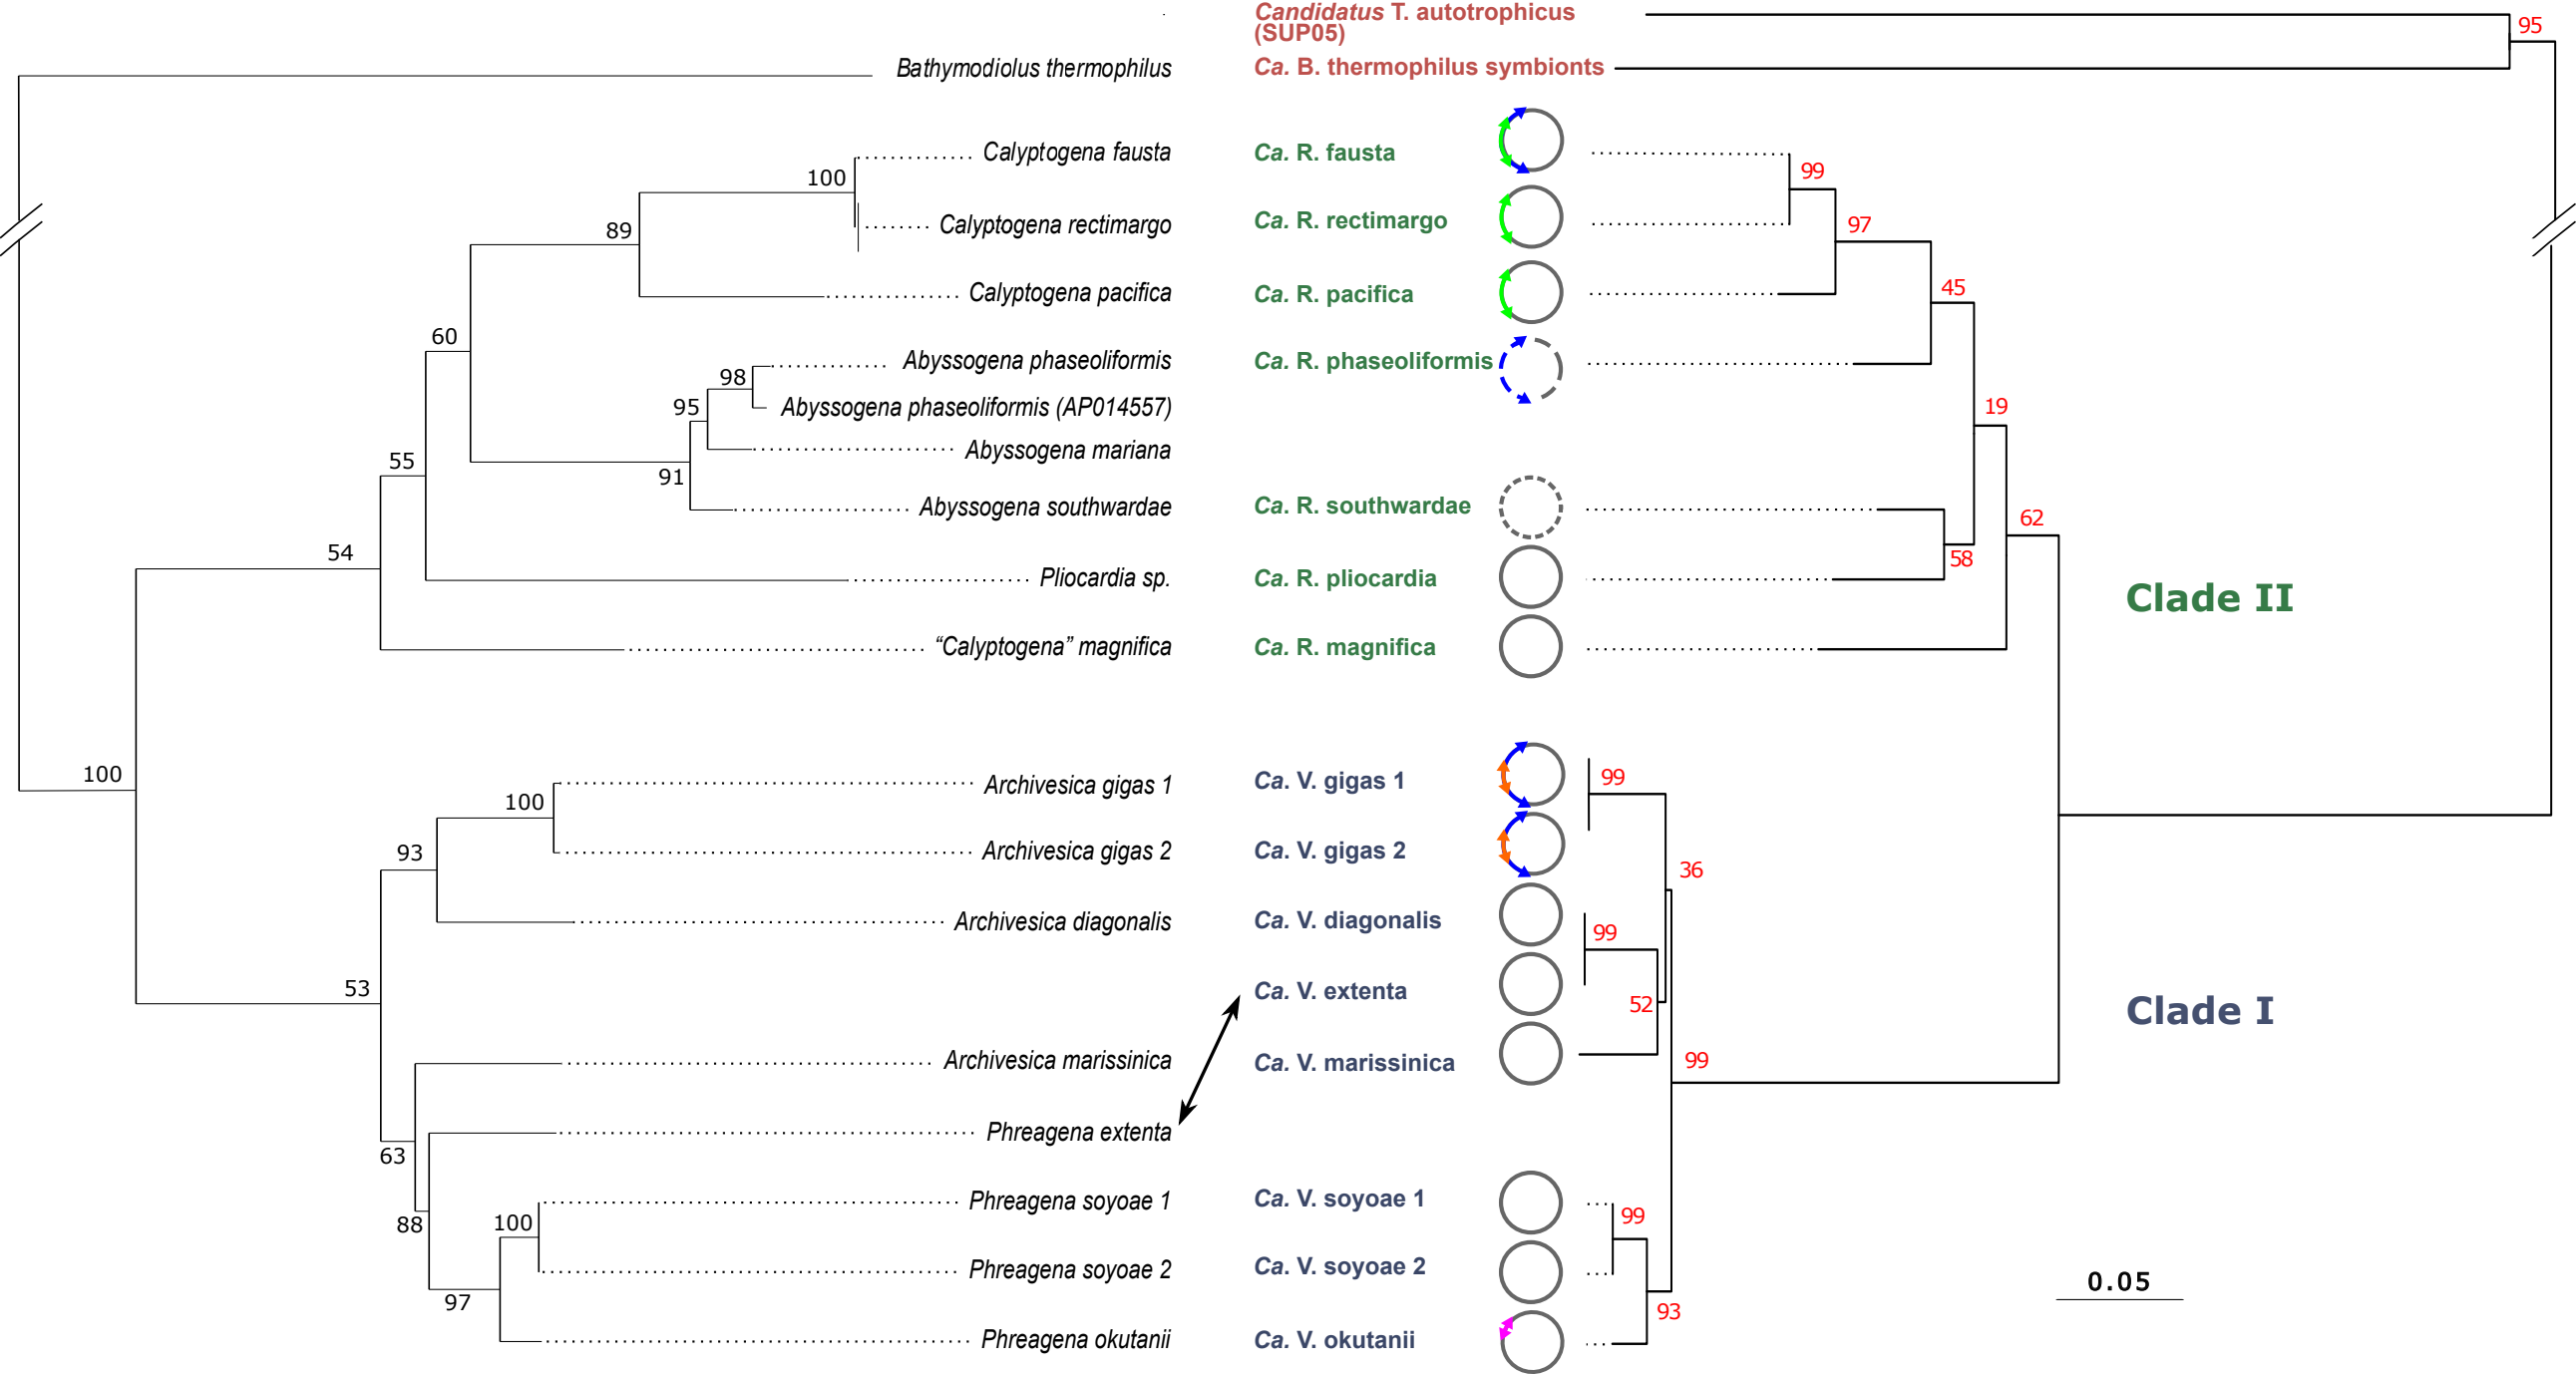 Candidatus T. autotrophicus
(SUP05)
95
Bathymodiolus thermophilus
Ca. B. thermophilus symbionts
Calyptogena fausta
Ca. R. fausta
100
99
Calyptogena rectimargo
Ca. R. rectimargo
89
97
Calyptogena pacifica
Ca. R. pacifica
45
60
Abyssogena phaseoliformis
Ca. R. phaseoliformis
98
95
Abyssogena phaseoliformis (AP014557)
19
Abyssogena mariana
55
91
Abyssogena southwardae
Ca. R. southwardae
62
54
58
Pliocardia sp.
Ca. R. pliocardia
Clade II
“Calyptogena” magnifica
Ca. R. magnifica
100
Archivesica gigas 1
Ca. V. gigas 1
99
100
93
Archivesica gigas 2
Ca. V. gigas 2
36
Archivesica diagonalis
Ca. V. diagonalis
99
53
Ca. V. extenta
52
Clade I
Archivesica marissinica
Ca. V. marissinica
99
Phreagena extenta
63
Phreagena soyoae 1
Ca. V. soyoae 1
88
100
99
Phreagena soyoae 2
Ca. V. soyoae 2
0.05
97
93
Phreagena okutanii
Ca. V. okutanii